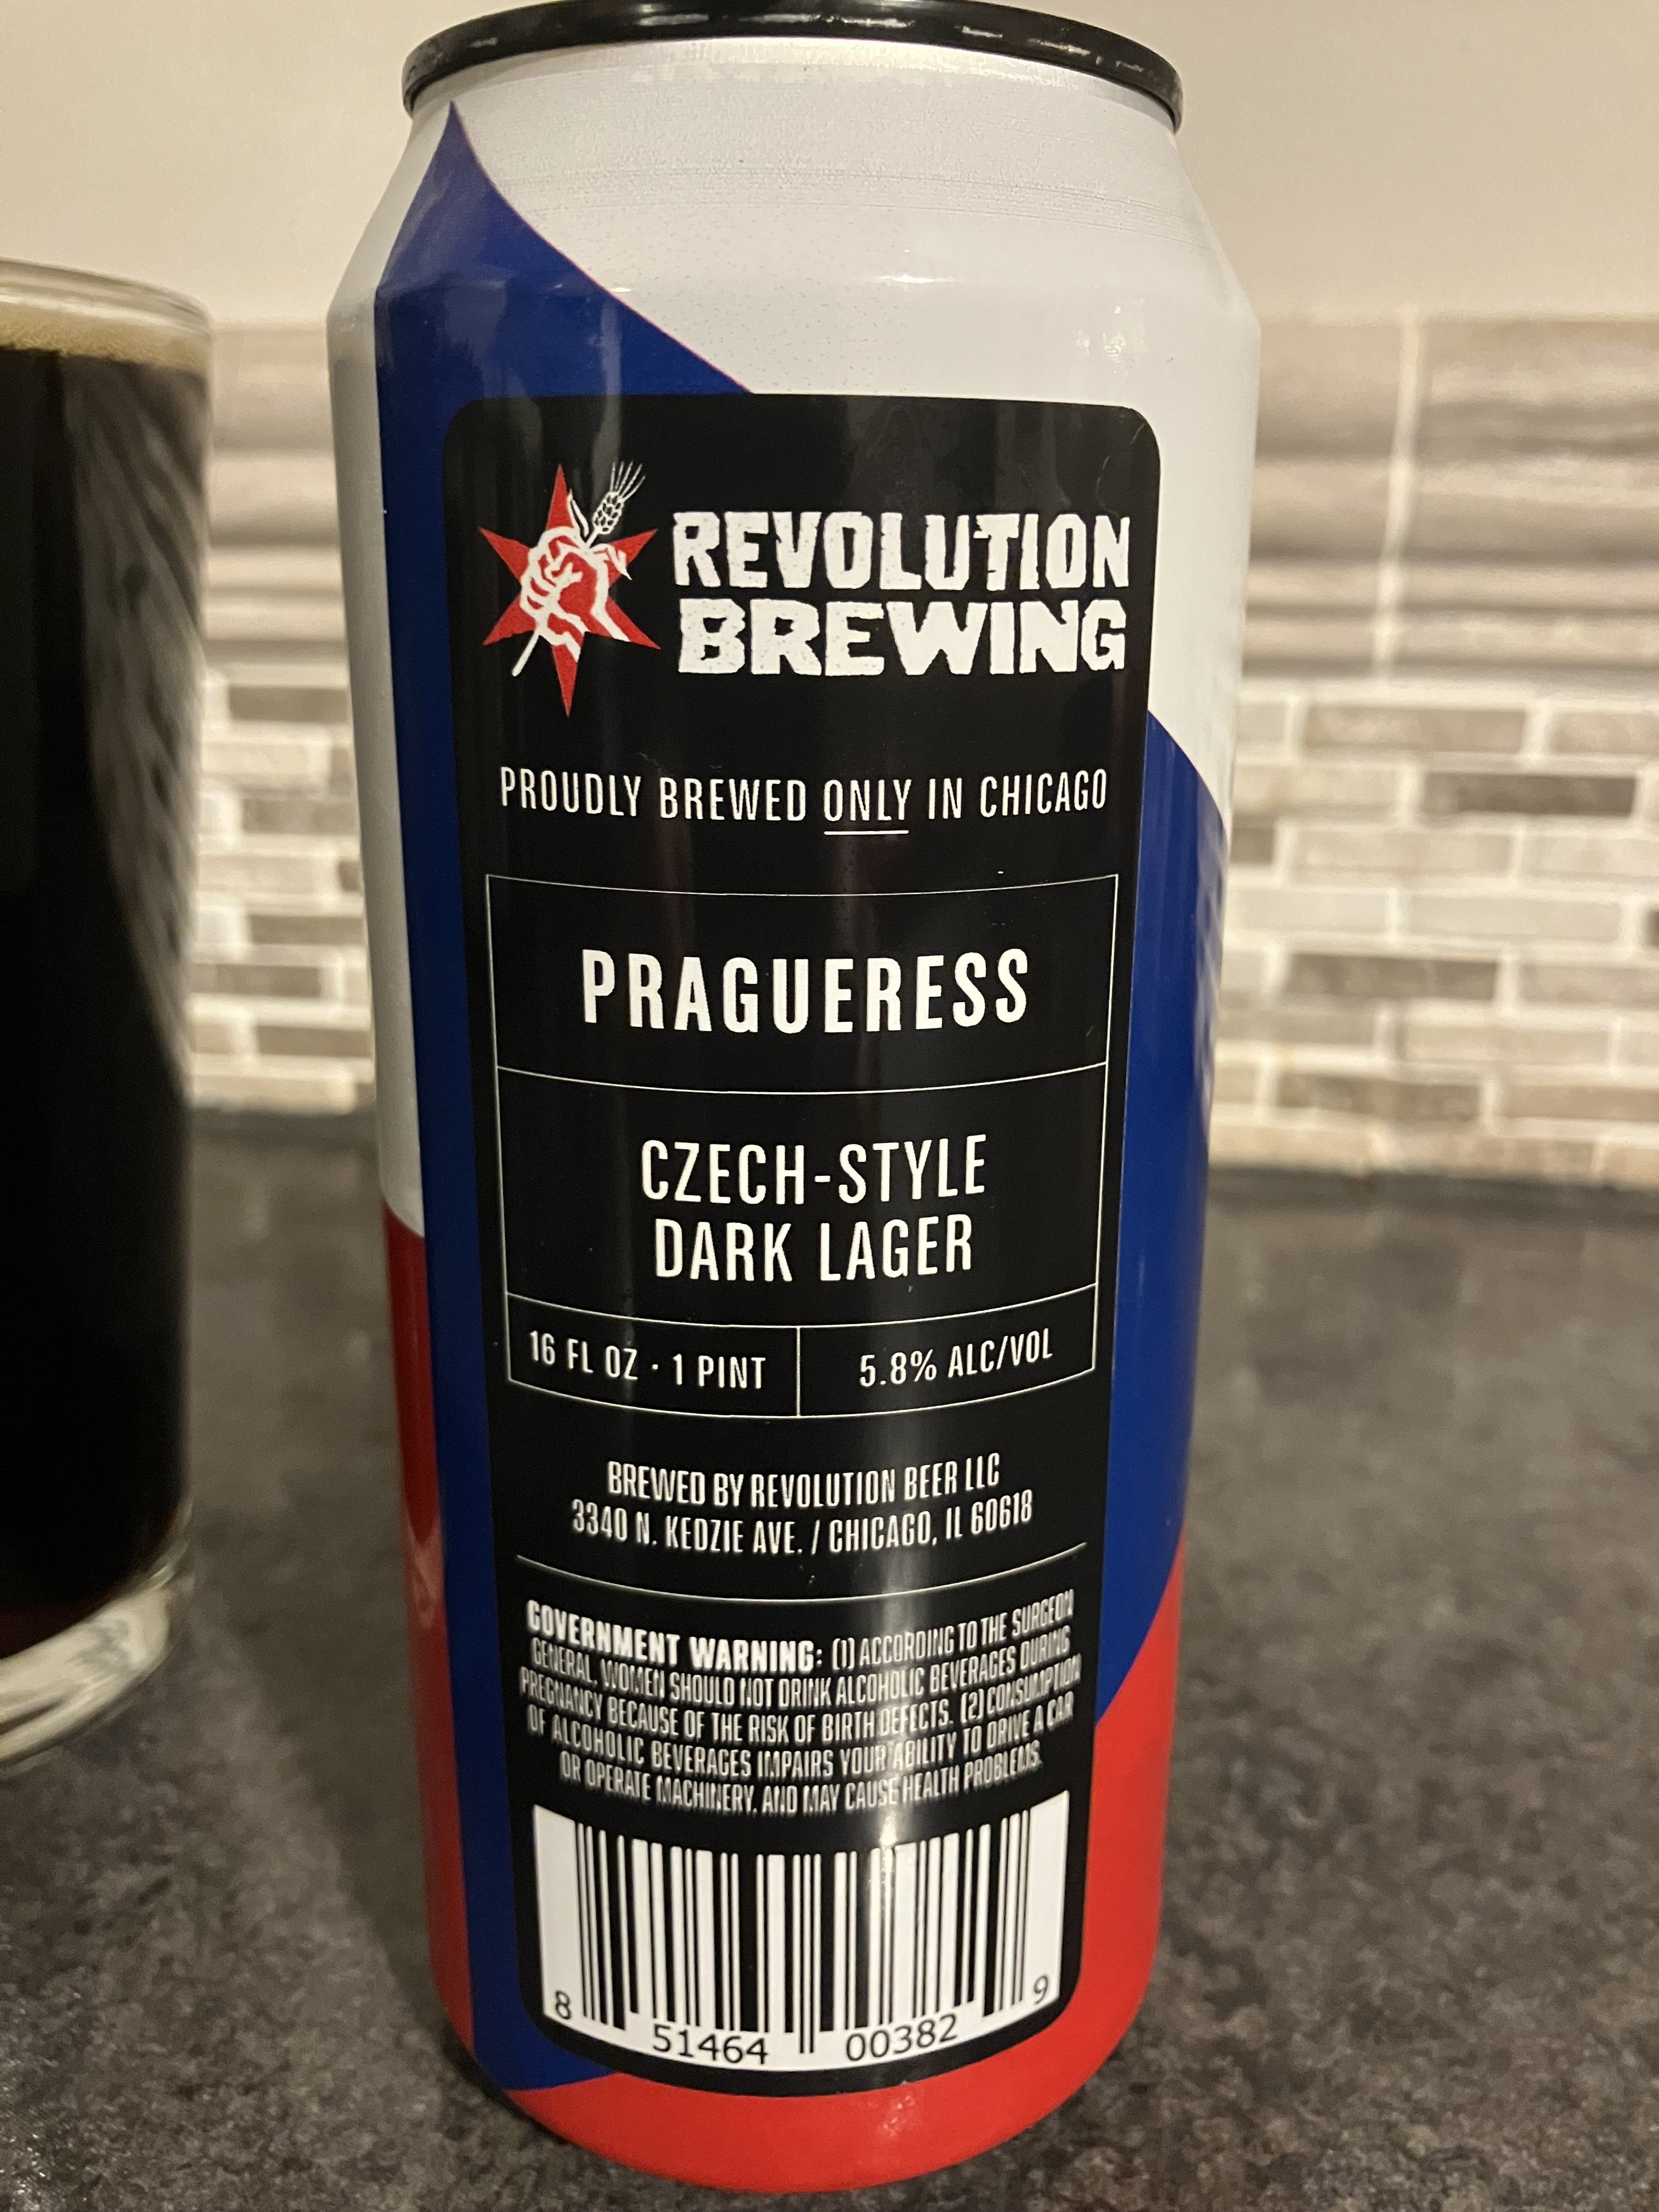 REVOLUTION
BREWING
PROUDLY BREWED ONLY IN CHICAGO
PRAGUERESS
CZECH-STYLE
DARK LAGER
16 FL OZ · 1 PINT
5.8% ALC/VOL
BREWED BY REVOLUTION BEER LLC
3340 N. KEDZIE AVE. / CHICAGO, IL 60618
GOVERNMENT WARNING: (1) ACCORDING TO THE SURGEON
GENERAL, WOMEN SHOULD NOT DRINK ALCOHOLIC BEVERAGES DURING
PREGNANCY BECAUSE OF THE RISK OF BIRTH DEFECTS. (2) CONSUMPTION
OF ALCOHOLIC BEVERAGES IMPAIRS YOUR ABILITY TO DRIVE A CAR
OR OPERATE MACHINERY, AND MAY CAUSE HEALTH PROBLEMS.
8 51464 00382 9